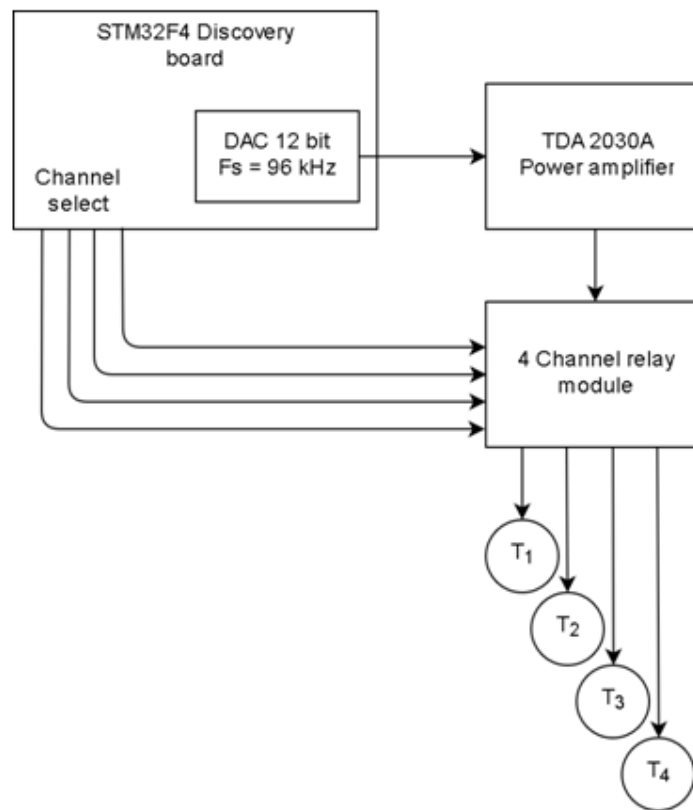 STM32F4 Discovery
board
DAC 12 bit
Fs = 96 kHz
Channel
select
TDA 2030A
Power amplifier
4 Channel relay
module
T1
T2
T3
T4